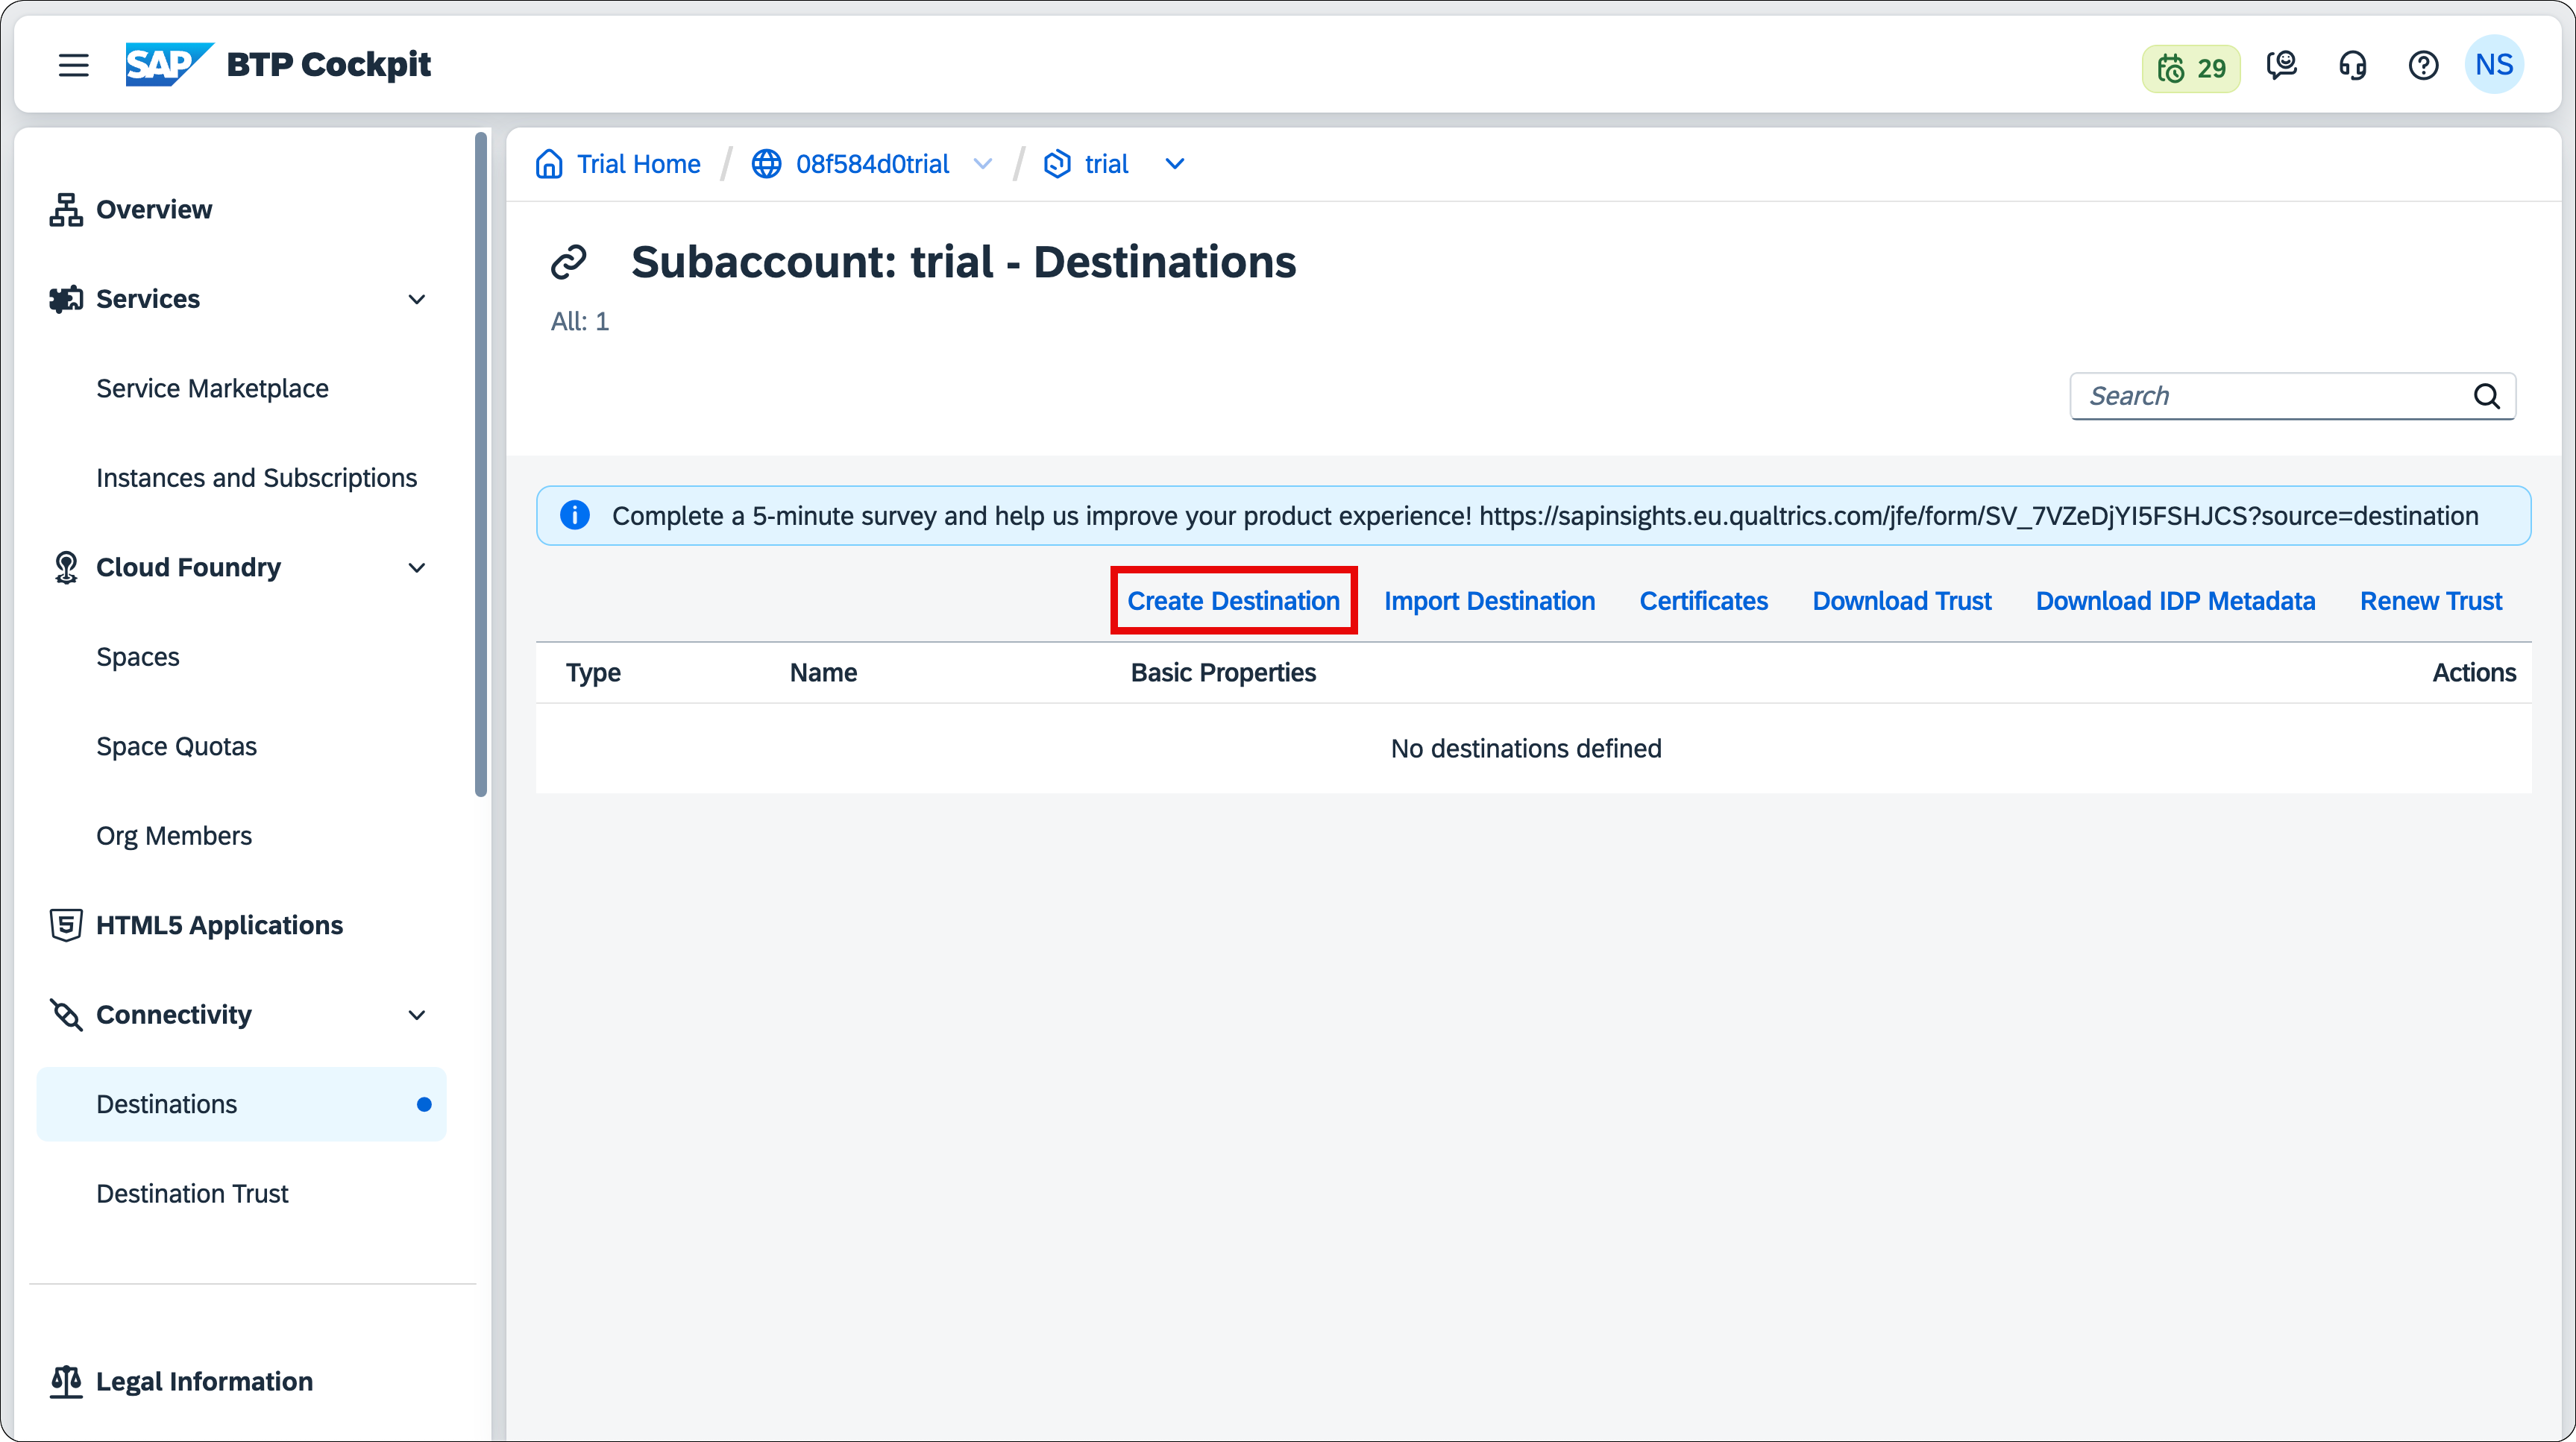 SAP BTP Cockpit
29
NS
Overview
Services
Service Marketplace
Instances and Subscriptions
Cloud Foundry
Spaces
Space Quotas
Org Members
HTML5 Applications
Connectivity
Destinations
Destination Trust
Legal Information
Trial Home / 08f584d0trial / trial
Subaccount: trial - Destinations
All: 1
Search
Complete a 5-minute survey and help us improve your product experience! https://sapinsights.eu.qualtrics.com/jfe/form/SV_7VZeDjYI5FSHJCS?source=destination
Create Destination Import Destination Certificates Download Trust Download IDP Metadata Renew Trust
Type Name Basic Properties Actions
No destinations defined